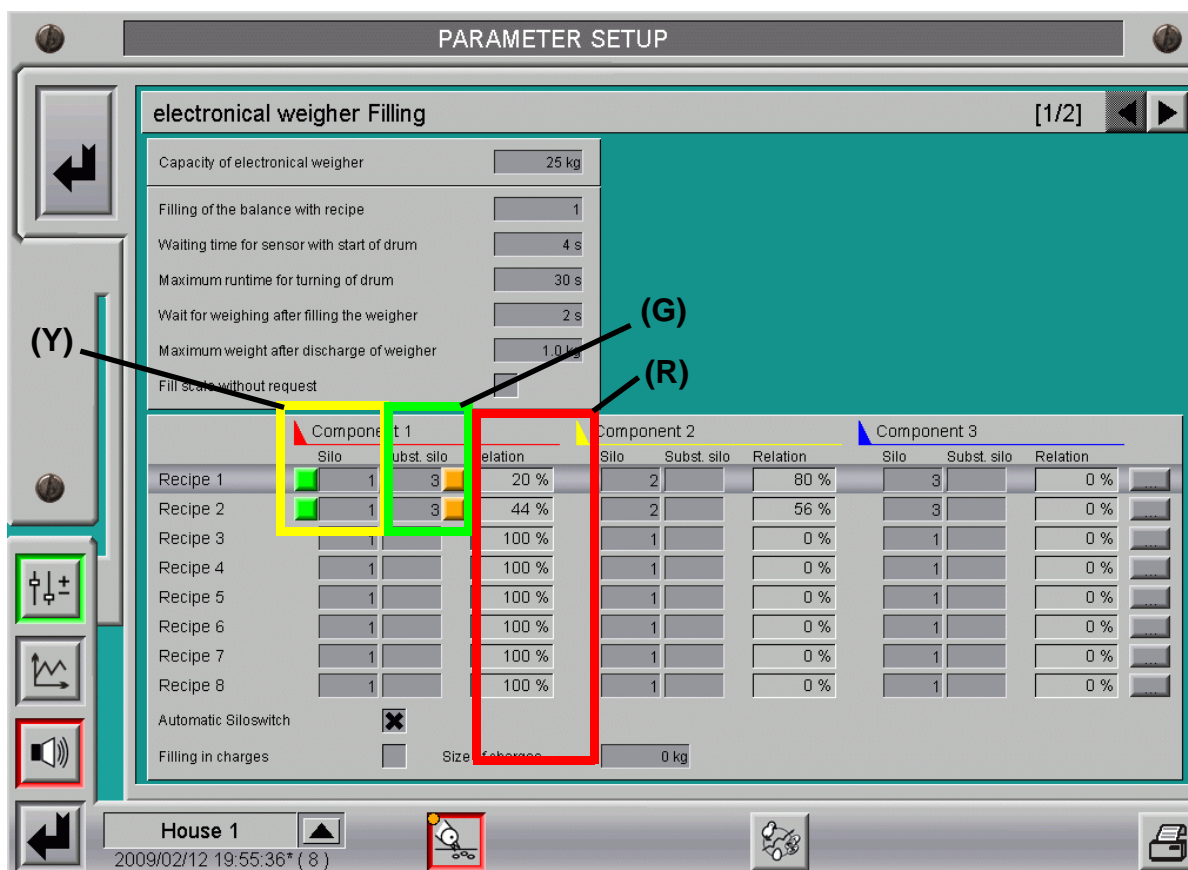 PARAMETER SETUP
electronical weigher Filling [1/2]
Capacity of electronical weigher 25 kg
Filling of the balance with recipe 1
Waiting time for sensor with start of drum 4 s
Maximum runtime for turning of drum 30 s
Wait for weighing after filling the weigher 2 s
(G)
(Y)
Maximum weight after discharge of weigher 1.0 kg
(R)
Fill scale without request
Component 1 Component 2 Component 3
Silo Subst. silo Relation Silo Subst. silo Relation Silo Subst. silo Relation
Recipe 1 1 3 20 % 2 80 % 3 0 % ...
Recipe 2 1 3 44 % 2 56 % 3 0 % ...
Recipe 3 1 100 % 1 0 % 1 0 % ...
Recipe 4 1 100 % 1 0 % 1 0 % ...
Recipe 5 1 100 % 1 0 % 1 0 % ...
Recipe 6 1 100 % 1 0 % 1 0 % ...
Recipe 7 1 100 % 1 0 % 1 0 % ...
Recipe 8 1 100 % 1 0 % 1 0 % ...
Automatic Siloswitch
Filling in charges Size of charges 0 kg
House 1
2009/02/12 19:55:36* ( 8 )